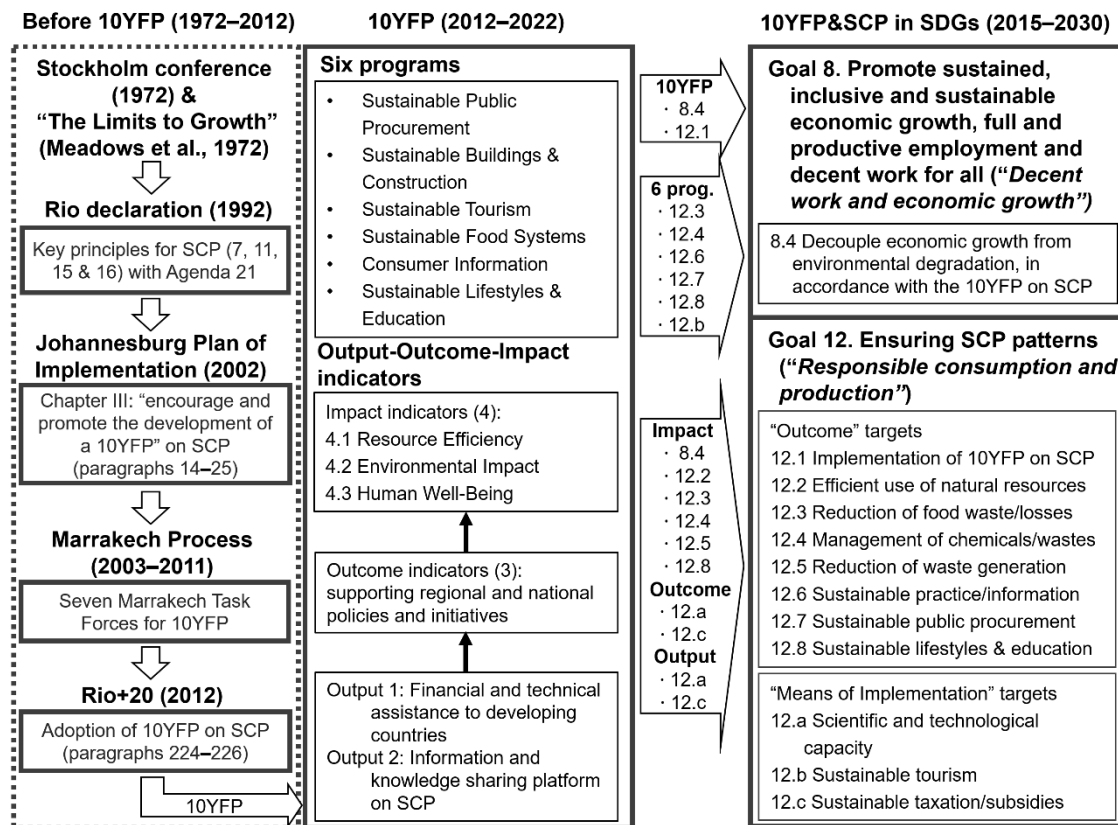 Before 10YFP (1972–2012)
Stockholm conference
(1972) &
“The Limits to Growth”
(Meadows et al., 1972)
Rio declaration (1992)
Key principles for SCP (7, 11,
15 & 16) with Agenda 21
Johannesburg Plan of
Implementation (2002)
Chapter III: “encourage and
promote the development of
a 10YFP” on SCP
(paragraphs 14–25)
Marrakech Process
(2003–2011)
Seven Marrakech Task
Forces for 10YFP
Rio+20 (2012)
Adoption of 10YFP on SCP
(paragraphs 224–226)
10YFP
10YFP (2012–2022)
Six programs
• Sustainable Public
Procurement
• Sustainable Buildings &
Construction
• Sustainable Tourism
• Sustainable Food Systems
• Consumer Information
• Sustainable Lifestyles &
Education
Output-Outcome-Impact
indicators
Impact indicators (4):
4.1 Resource Efficiency
4.2 Environmental Impact
4.3 Human Well-Being
Outcome indicators (3):
supporting regional and national
policies and initiatives
Output 1: Financial and technical
assistance to developing
countries
Output 2: Information and
knowledge sharing platform
on SCP
10YFP
· 8.4
· 12.1
6 prog.
· 12.3
· 12.4
· 12.6
· 12.7
· 12.8
· 12.b
Impact
· 8.4
· 12.2
· 12.3
· 12.4
· 12.5
· 12.8
Outcome
· 12.a
· 12.c
Output
· 12.a
· 12.c
10YFP&SCP in SDGs (2015–2030)
Goal 8. Promote sustained,
inclusive and sustainable
economic growth, full and
productive employment and
decent work for all (“Decent
work and economic growth”)
8.4 Decouple economic growth from
environmental degradation, in
accordance with the 10YFP on SCP
Goal 12. Ensuring SCP patterns
(“Responsible consumption and
production”)
“Outcome” targets
12.1 Implementation of 10YFP on SCP
12.2 Efficient use of natural resources
12.3 Reduction of food waste/losses
12.4 Management of chemicals/wastes
12.5 Reduction of waste generation
12.6 Sustainable practice/information
12.7 Sustainable public procurement
12.8 Sustainable lifestyles & education
“Means of Implementation” targets
12.a Scientific and technological
capacity
12.b Sustainable tourism
12.c Sustainable taxation/subsidies